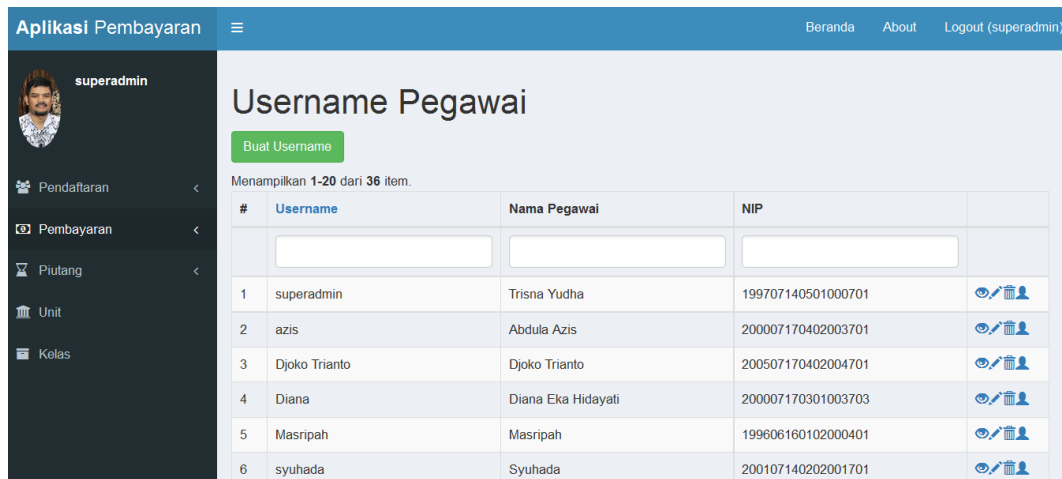 Aplikasi Pembayaran
Beranda About Logout (superadmin)
superadmin
Pendaftaran
Pembayaran
Piutang
Unit
Kelas
Username Pegawai
Buat Username
Menampilkan 1-20 dari 36 item.
# Username Nama Pegawai NIP
1 superadmin Trisna Yudha 199707140501000701
2 azis Abdula Azis 200007170402003701
3 Djoko Trianto Djoko Trianto 200507170402004701
4 Diana Diana Eka Hidayati 200007170301003703
5 Masripah Masripah 199606160102000401
6 syuhada Syuhada 200107140202001701